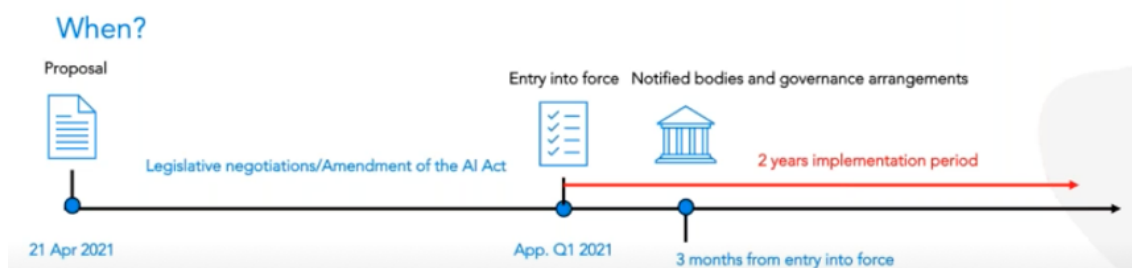 When?
Proposal
Entry into force
Notified bodies and governance arrangements
Legislative negotiations/Amendment of the AI Act
2 years implementation period
21 Apr 2021
App. Q1 2021
3 months from entry into force